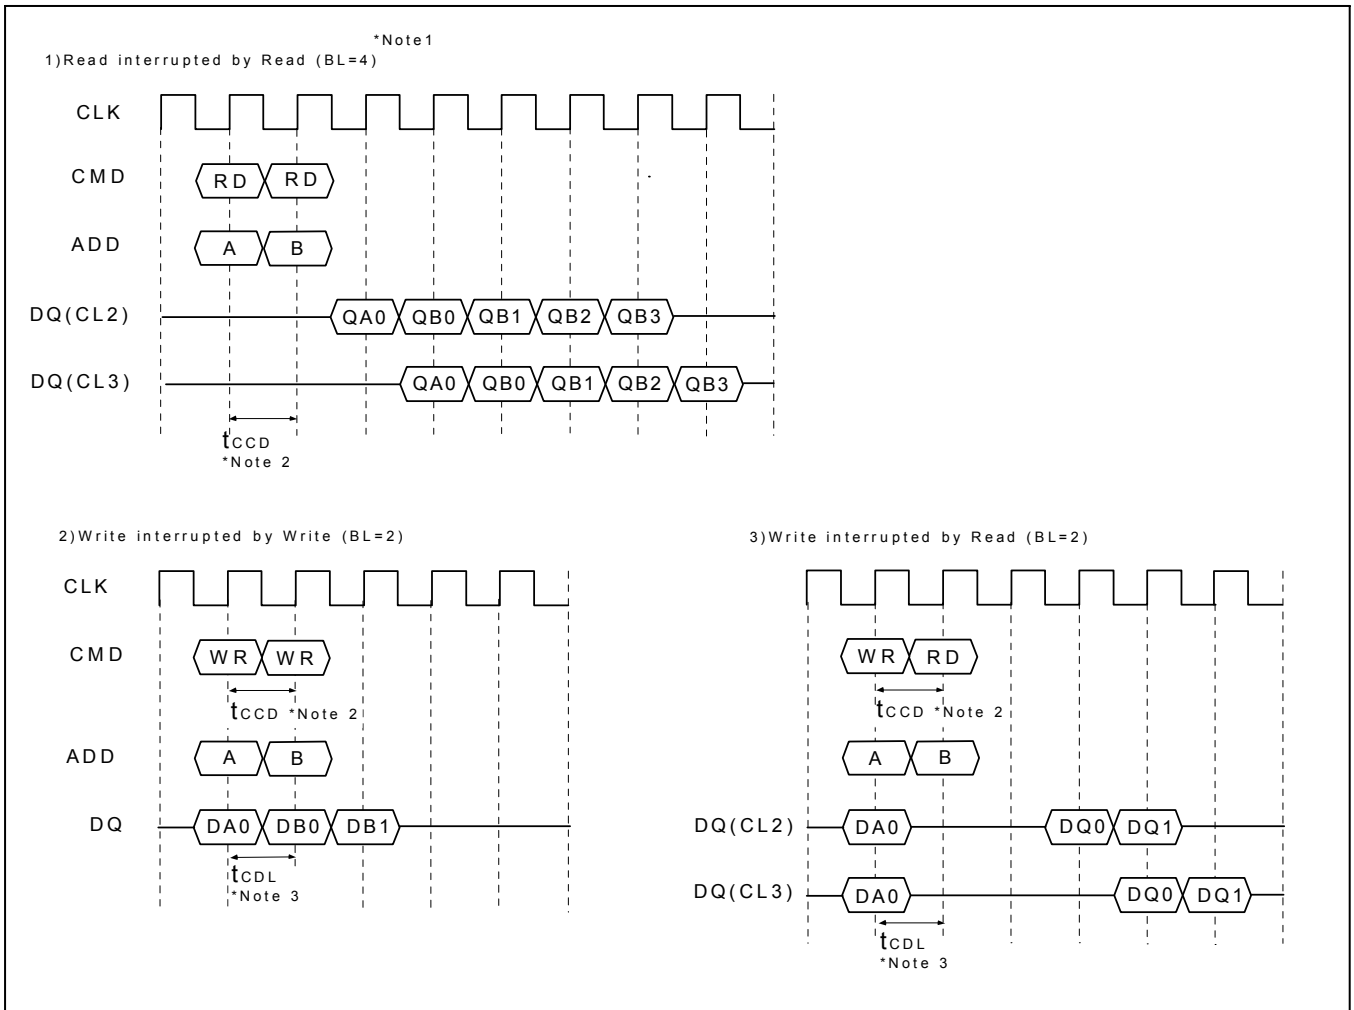 *Note1
1)Read interrupted by Read (BL=4)
CLK
CMD RD RD
ADD A B
DQ(CL2) QA0 QB0 QB1 QB2 QB3
DQ(CL3) QA0 QB0 QB1 QB2 QB3
tCCD
*Note 2
2)Write interrupted by Write (BL=2)
CLK
CMD WR WR
tCCD *Note 2
ADD A B
DQ DA0 DB0 DB1
tCDL
*Note 3
3)Write interrupted by Read (BL=2)
WR RD
tCCD *Note 2
A B
DQ(CL2) DA0 DQ0 DQ1
DQ(CL3) DA0 DQ0 DQ1
tCDL
*Note 3